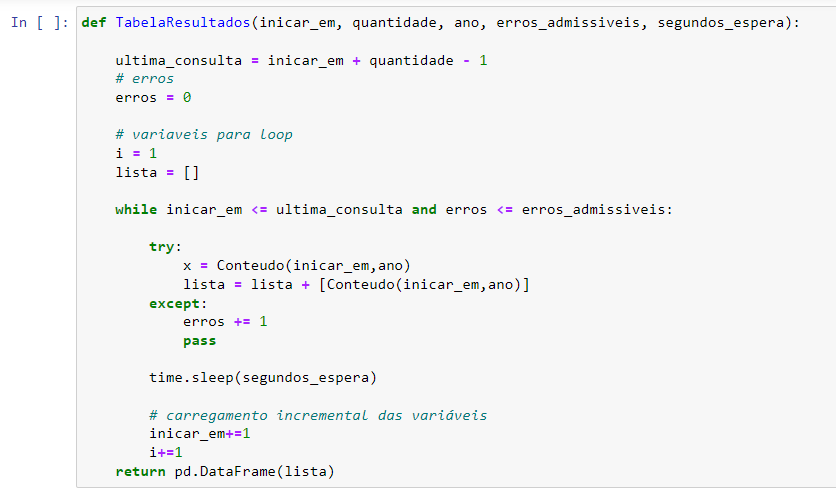 In [ ]: def TabelaResultados(inicar_em, quantidade, ano, erros_admissiveis, segundos_espera):
ultima_consulta = inicar_em + quantidade - 1
# erros
erros = 0
# variaveis para loop
i = 1
lista = []
while inicar_em <= ultima_consulta and erros <= erros_admissiveis:
try:
x = Conteudo(inicar_em,ano)
lista = lista + [Conteudo(inicar_em,ano)]
except:
erros += 1
pass
time.sleep(segundos_espera)
# carregamento incremental das variáveis
inicar_em+=1
i+=1
return pd.DataFrame(lista)